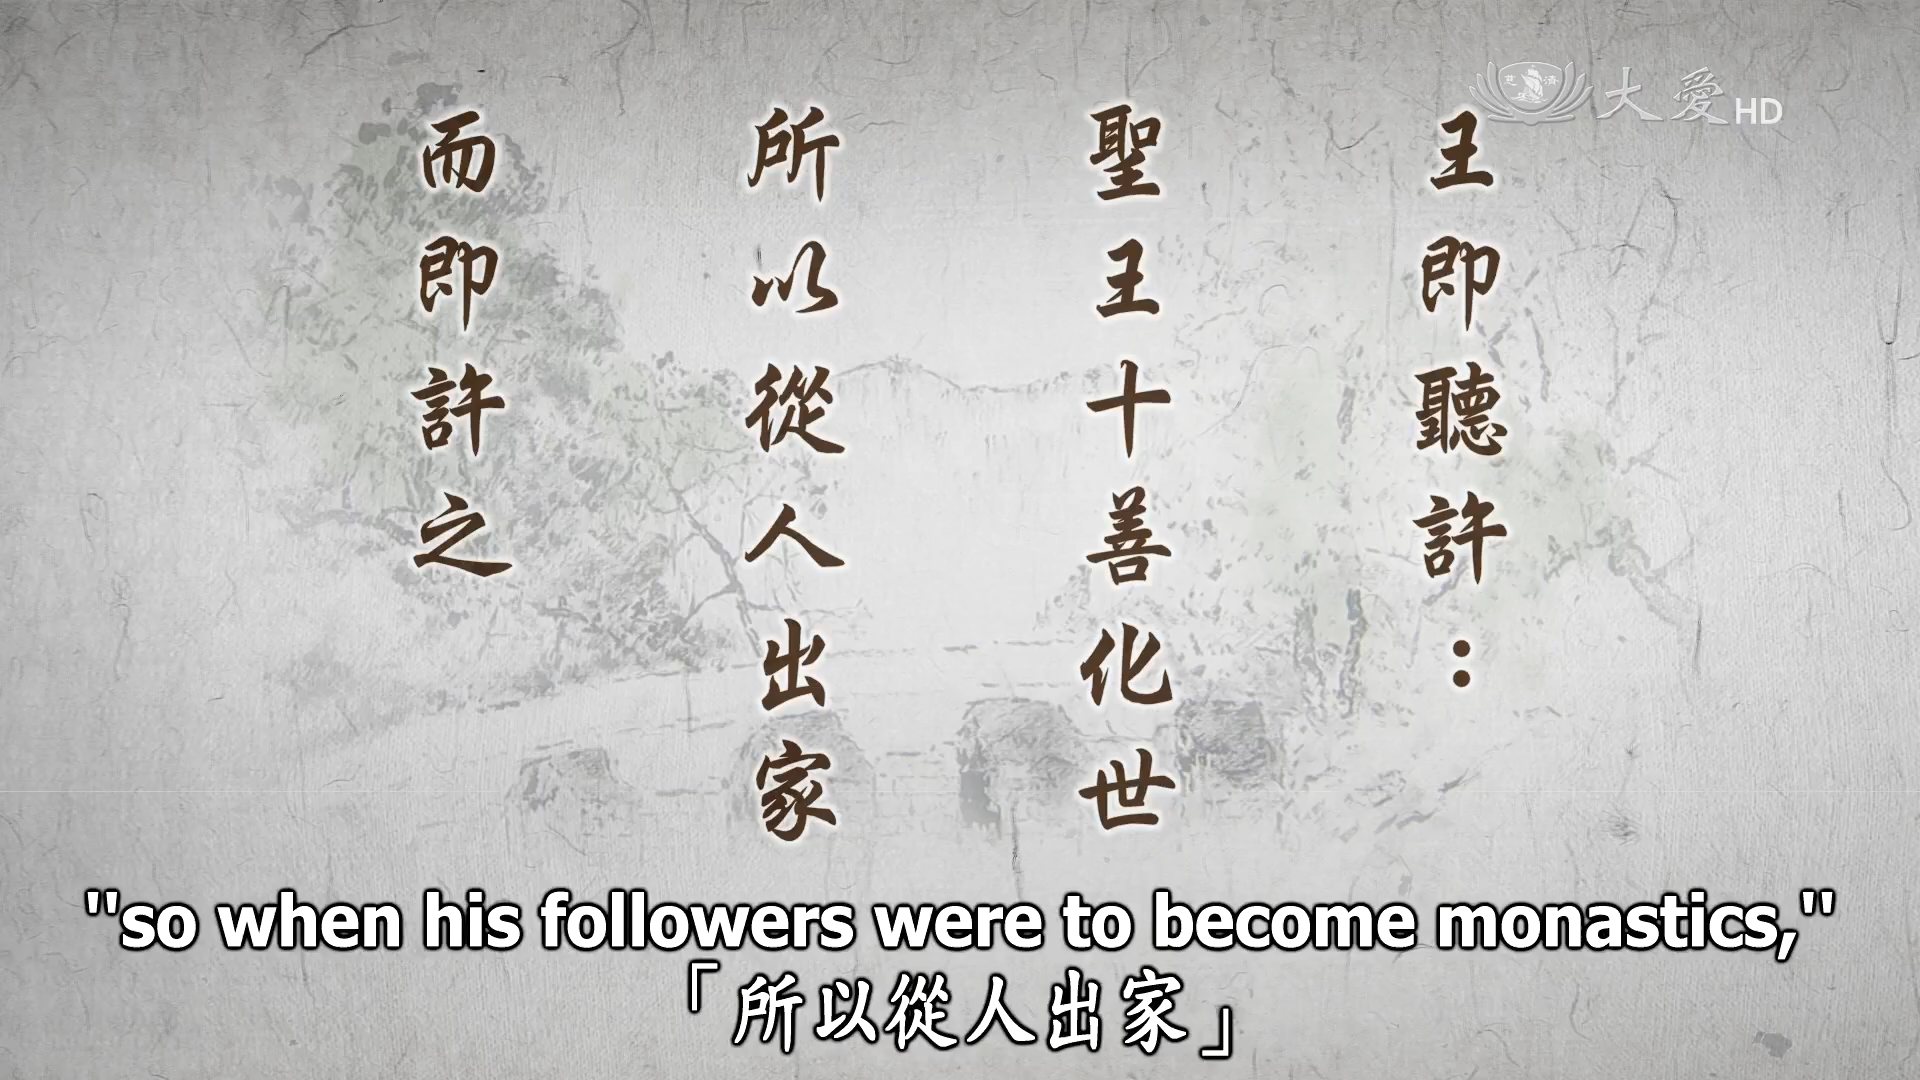 大愛HD
王即聽許：
聖王十善化世
所以從人出家
而即許之
"so when his followers were to become monastics,"
「所以從人出家」